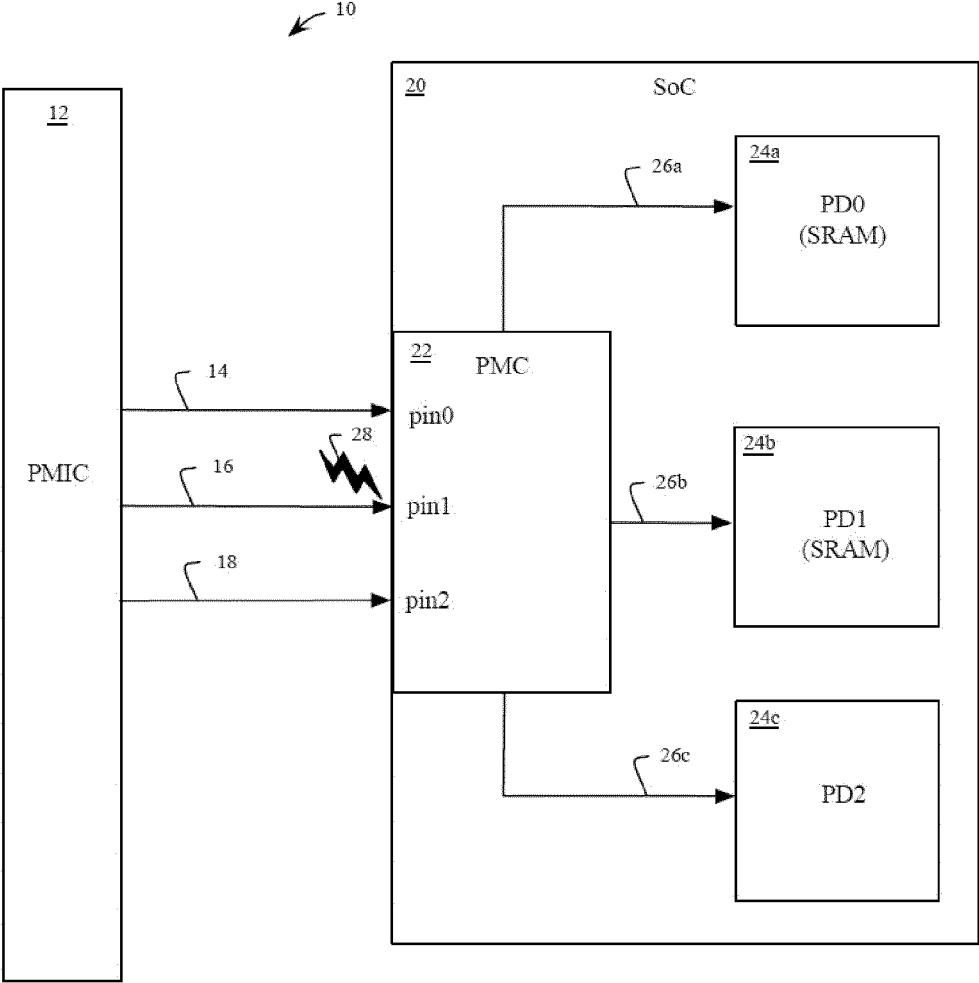 10
12
20
SoC
24a
26a
PD0
(SRAM)
22
PMC
14
pin0
28
24b
PMIC
16
26b
pin1
PD1
(SRAM)
18
pin2
24c
26c
PD2